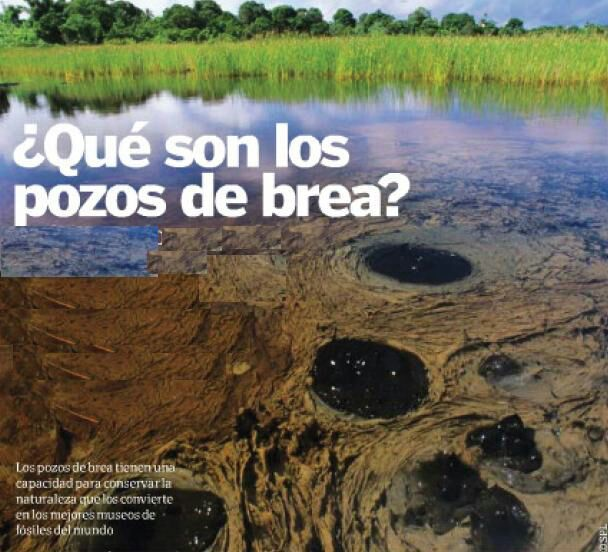 ¿Qué son los
pozos de brea?
Los pozos de brea tienen una
capacidad para conservar la
naturaleza que los convierte
en los mejores museos de
fósiles del mundo